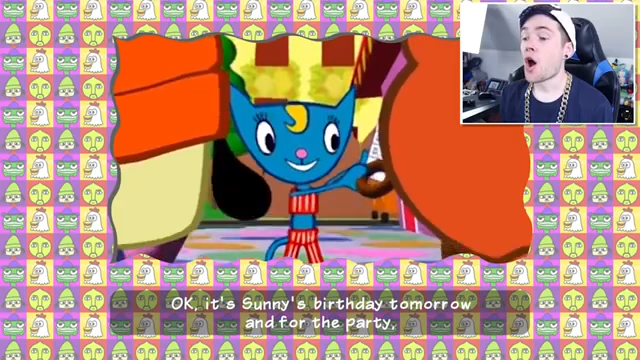 OK, it's Sunny's birthday tomorrow
and for the party,